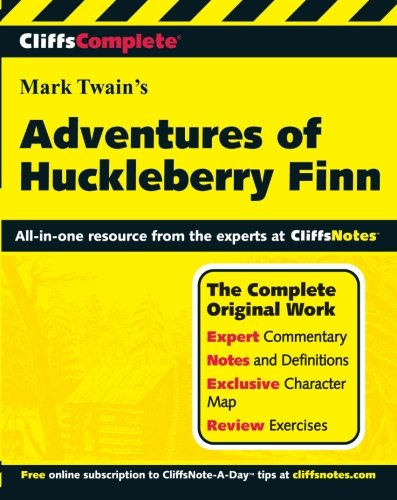 CliffsComplete®
Mark Twain's
Adventures of
Huckleberry Finn
All-in-one resource from the experts at CliffsNotes™
The Complete
Original Work
Expert Commentary
Notes and Definitions
Exclusive Character
Map
Review Exercises
Free online subscription to CliffsNote-A-Day™ tips at cliffsnotes.com